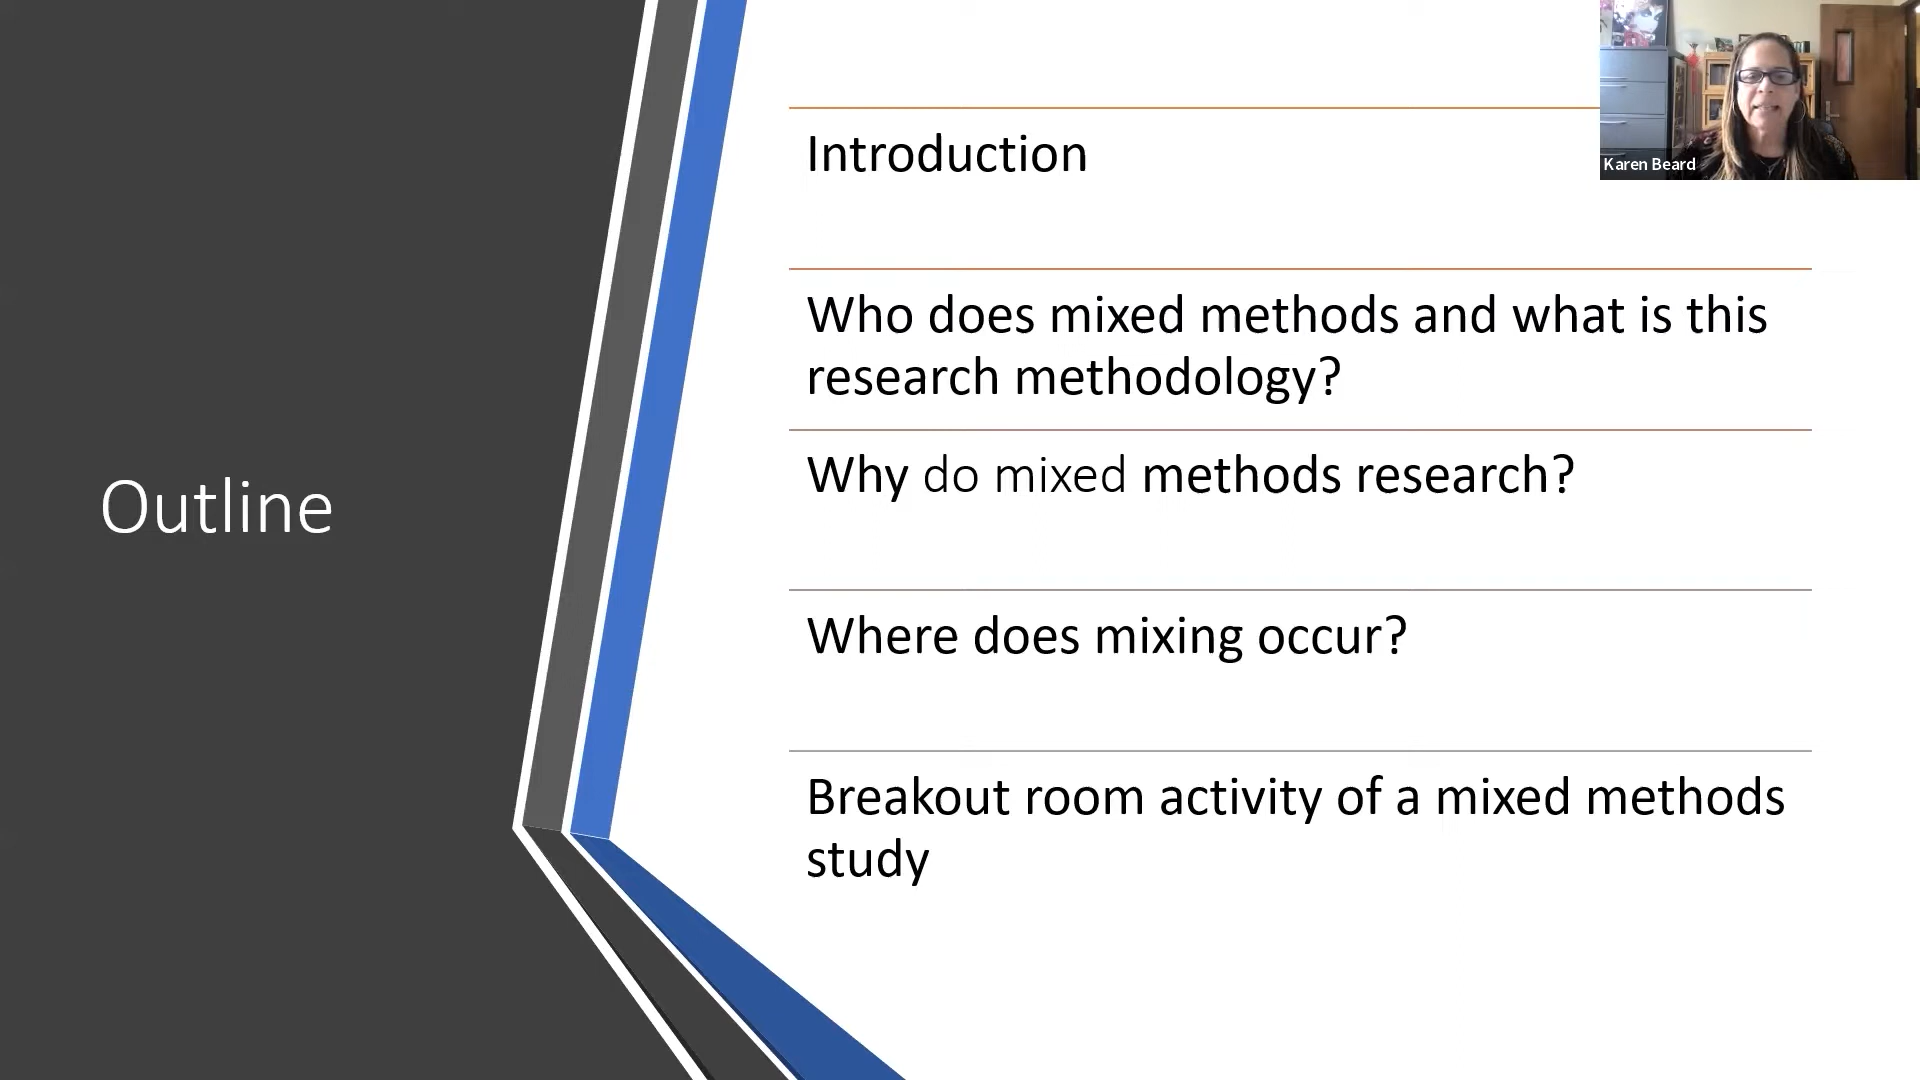 Outline
Introduction
Who does mixed methods and what is this
research methodology?
Why do mixed methods research?
Where does mixing occur?
Breakout room activity of a mixed methods
study
Karen Beard